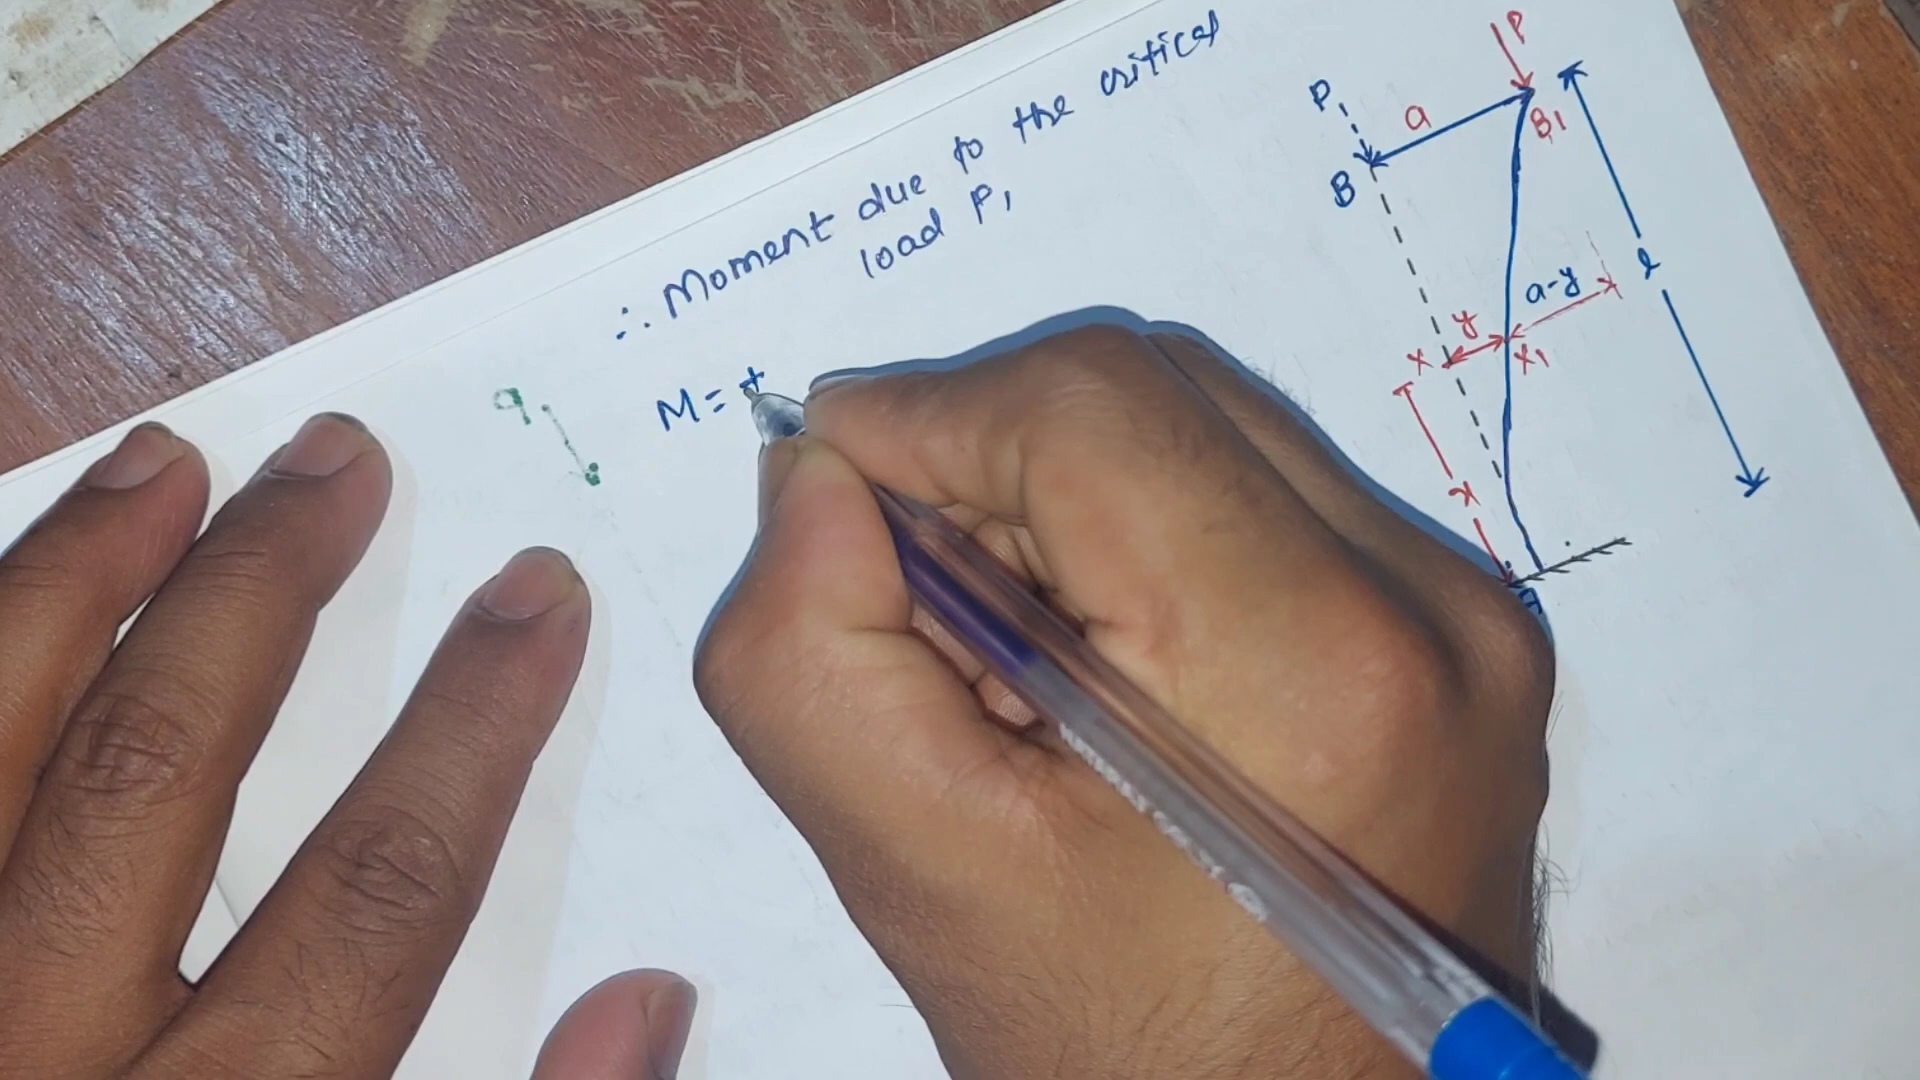 ∴ Moment due to the critical
load P,
M = +
P
P
a
B1
B
l
a-y
y
x
x1
x
A